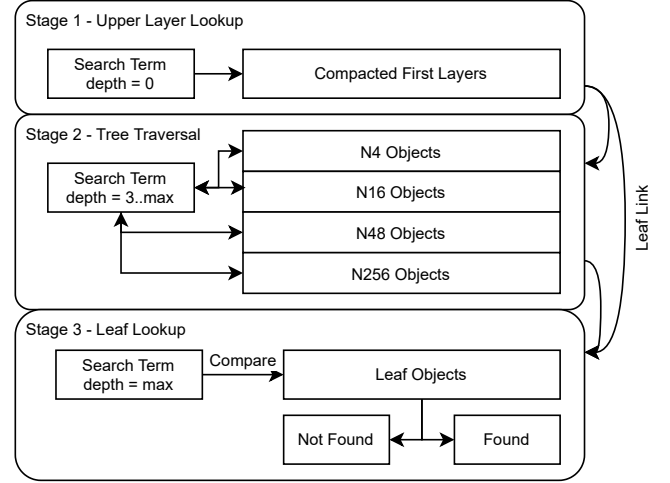 Stage 1 - Upper Layer Lookup
Search Term
depth = 0
Compacted First Layers
Stage 2 - Tree Traversal
N4 Objects
Search Term
depth = 3..max
N16 Objects
N48 Objects
N256 Objects
Leaf Link
Stage 3 - Leaf Lookup
Search Term
depth = max
Compare
Leaf Objects
Not Found
Found